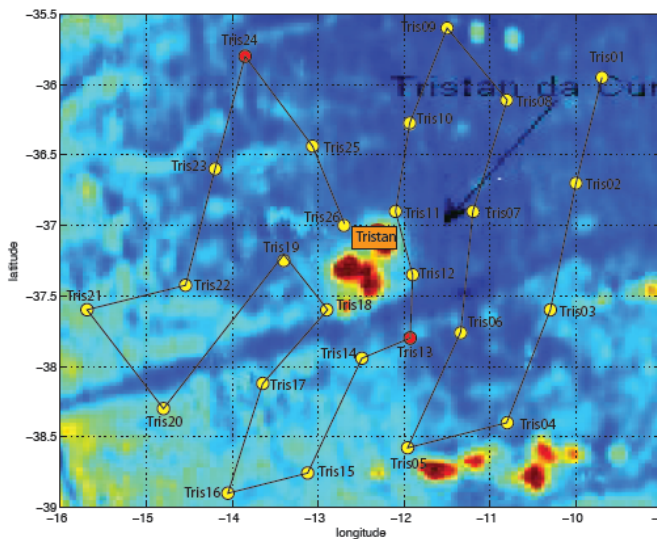 −35.5
Tris24
Tris09
Tris01
−36
Tristan da Cun
Tris08
Tris10
Tris25
−36.5
Tris23
Tris02
Tris26
Tris11
Tris07
−37
Tristan
Tris19
Tris12
latitude
Tris22
−37.5
Tris21
Tris18
Tris03
Tris06
Tris14
Tris13
−38
Tris17
Tris20
Tris04
−38.5
Tris05
Tris15
Tris16
−39
−16 −15 −14 −13 −12 −11 −10 −9
longitude